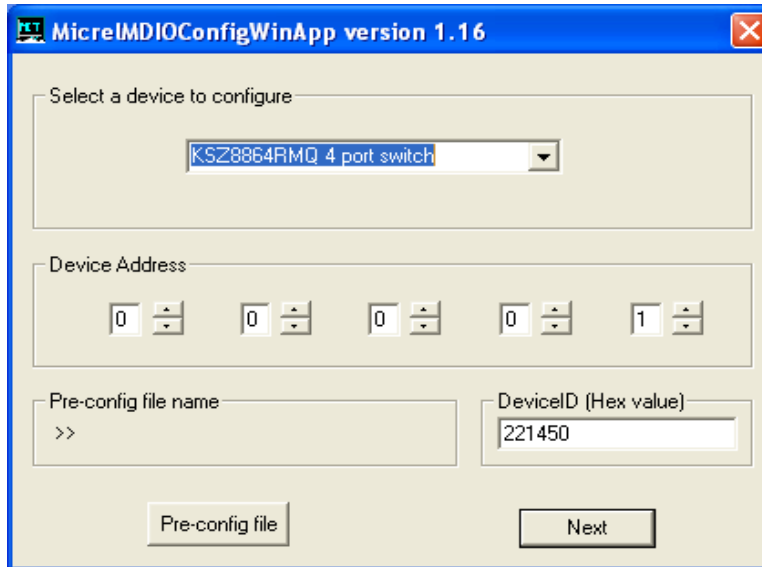 MicrelMDIOConfigWinApp version 1.16
Select a device to configure
KSZ8864RMQ 4 port switch
Device Address
0 0 0 0 1
Pre-config file name
>>
DeviceID (Hex value)
221450
Pre-config file
Next